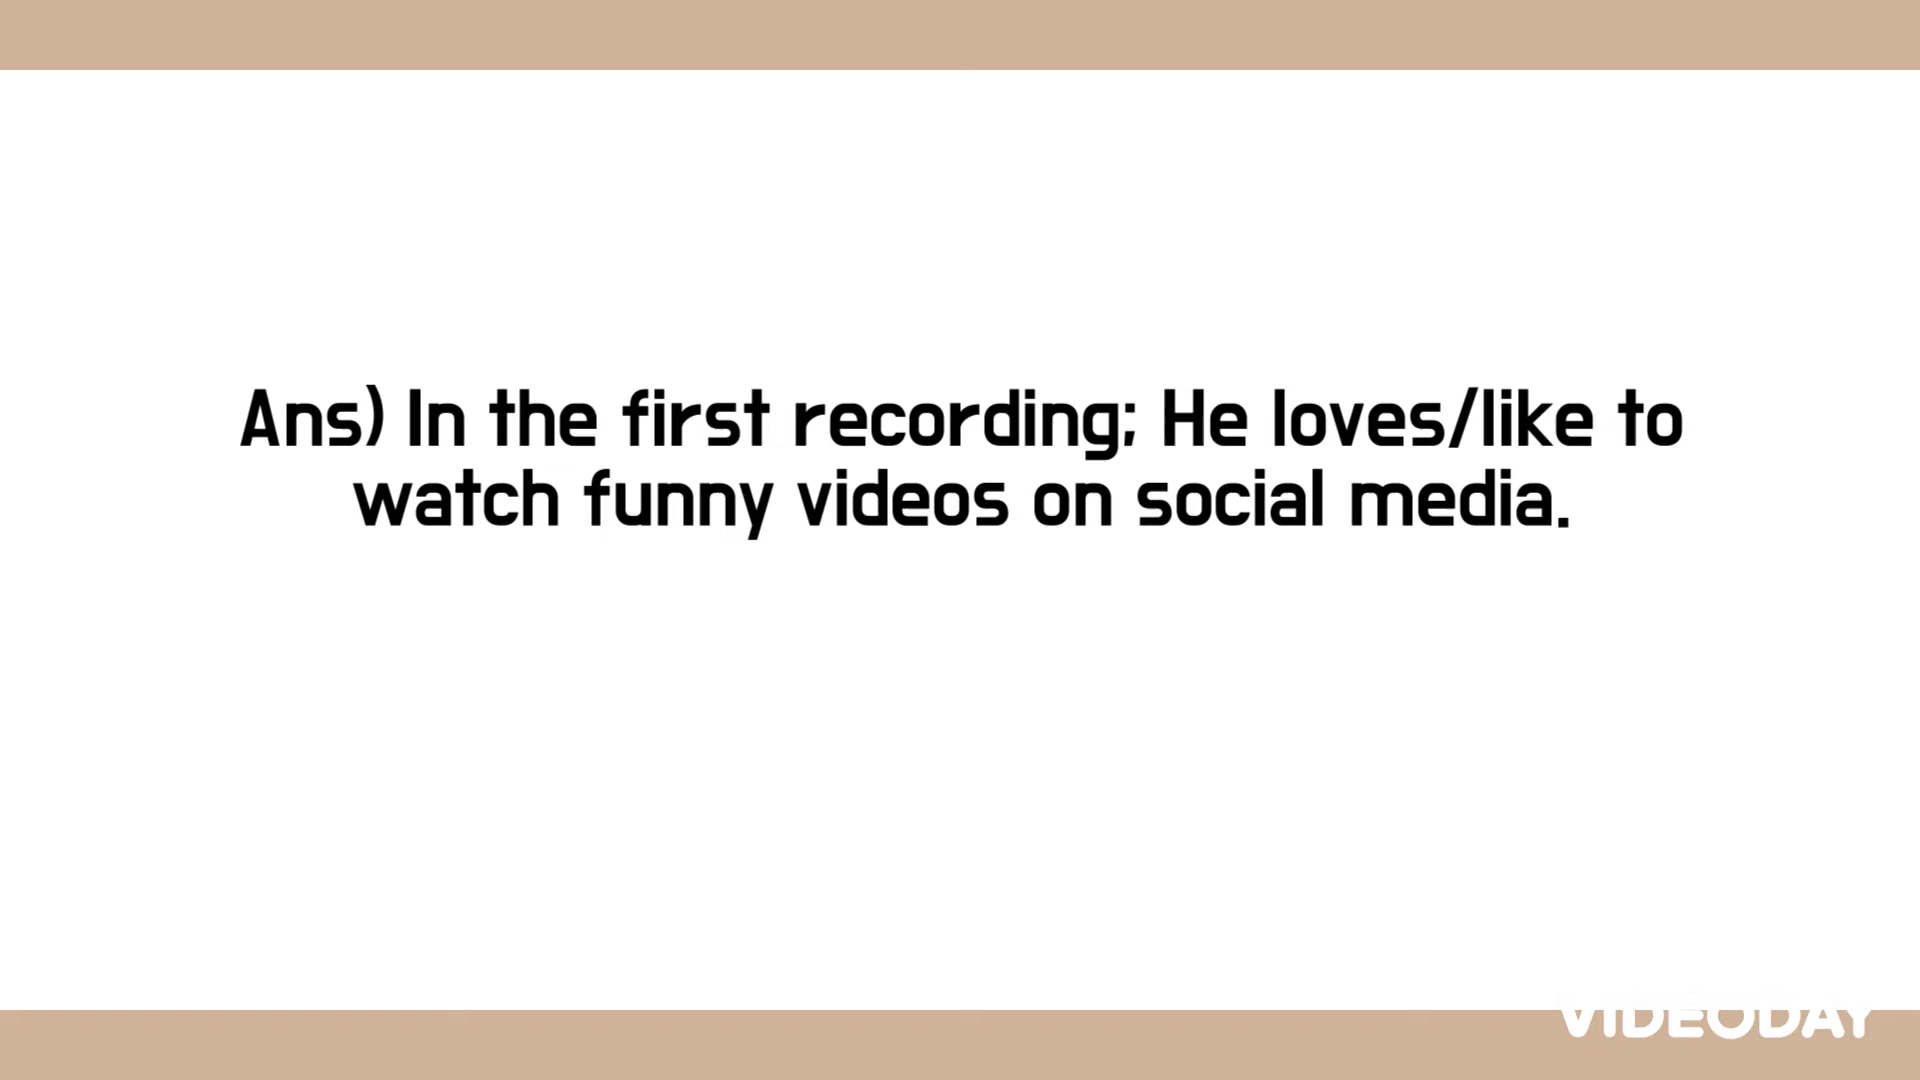 Ans) In the first recording; He loves/like to
watch funny videos on social media.
VIDEODAY